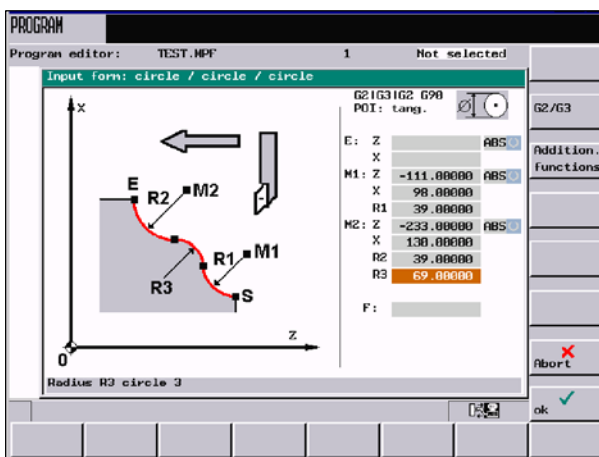 PROGRAM
Program editor: TEST.MPF 1 Not selected
Input form: circle / circle / circle
G2|G3|G2 G90
POI: tang.
G2/G3
Addition.
functions
X
E
R2
M2
R1
M1
R3
S
Z
0
E: Z ABS
X
M1: Z -111.00000 ABS
X 98.00000
R1 39.00000
M2: Z -233.00000 ABS
X 130.00000
R2 39.00000
R3 69.00000
F:
Radius R3 circle 3
Abort
ok